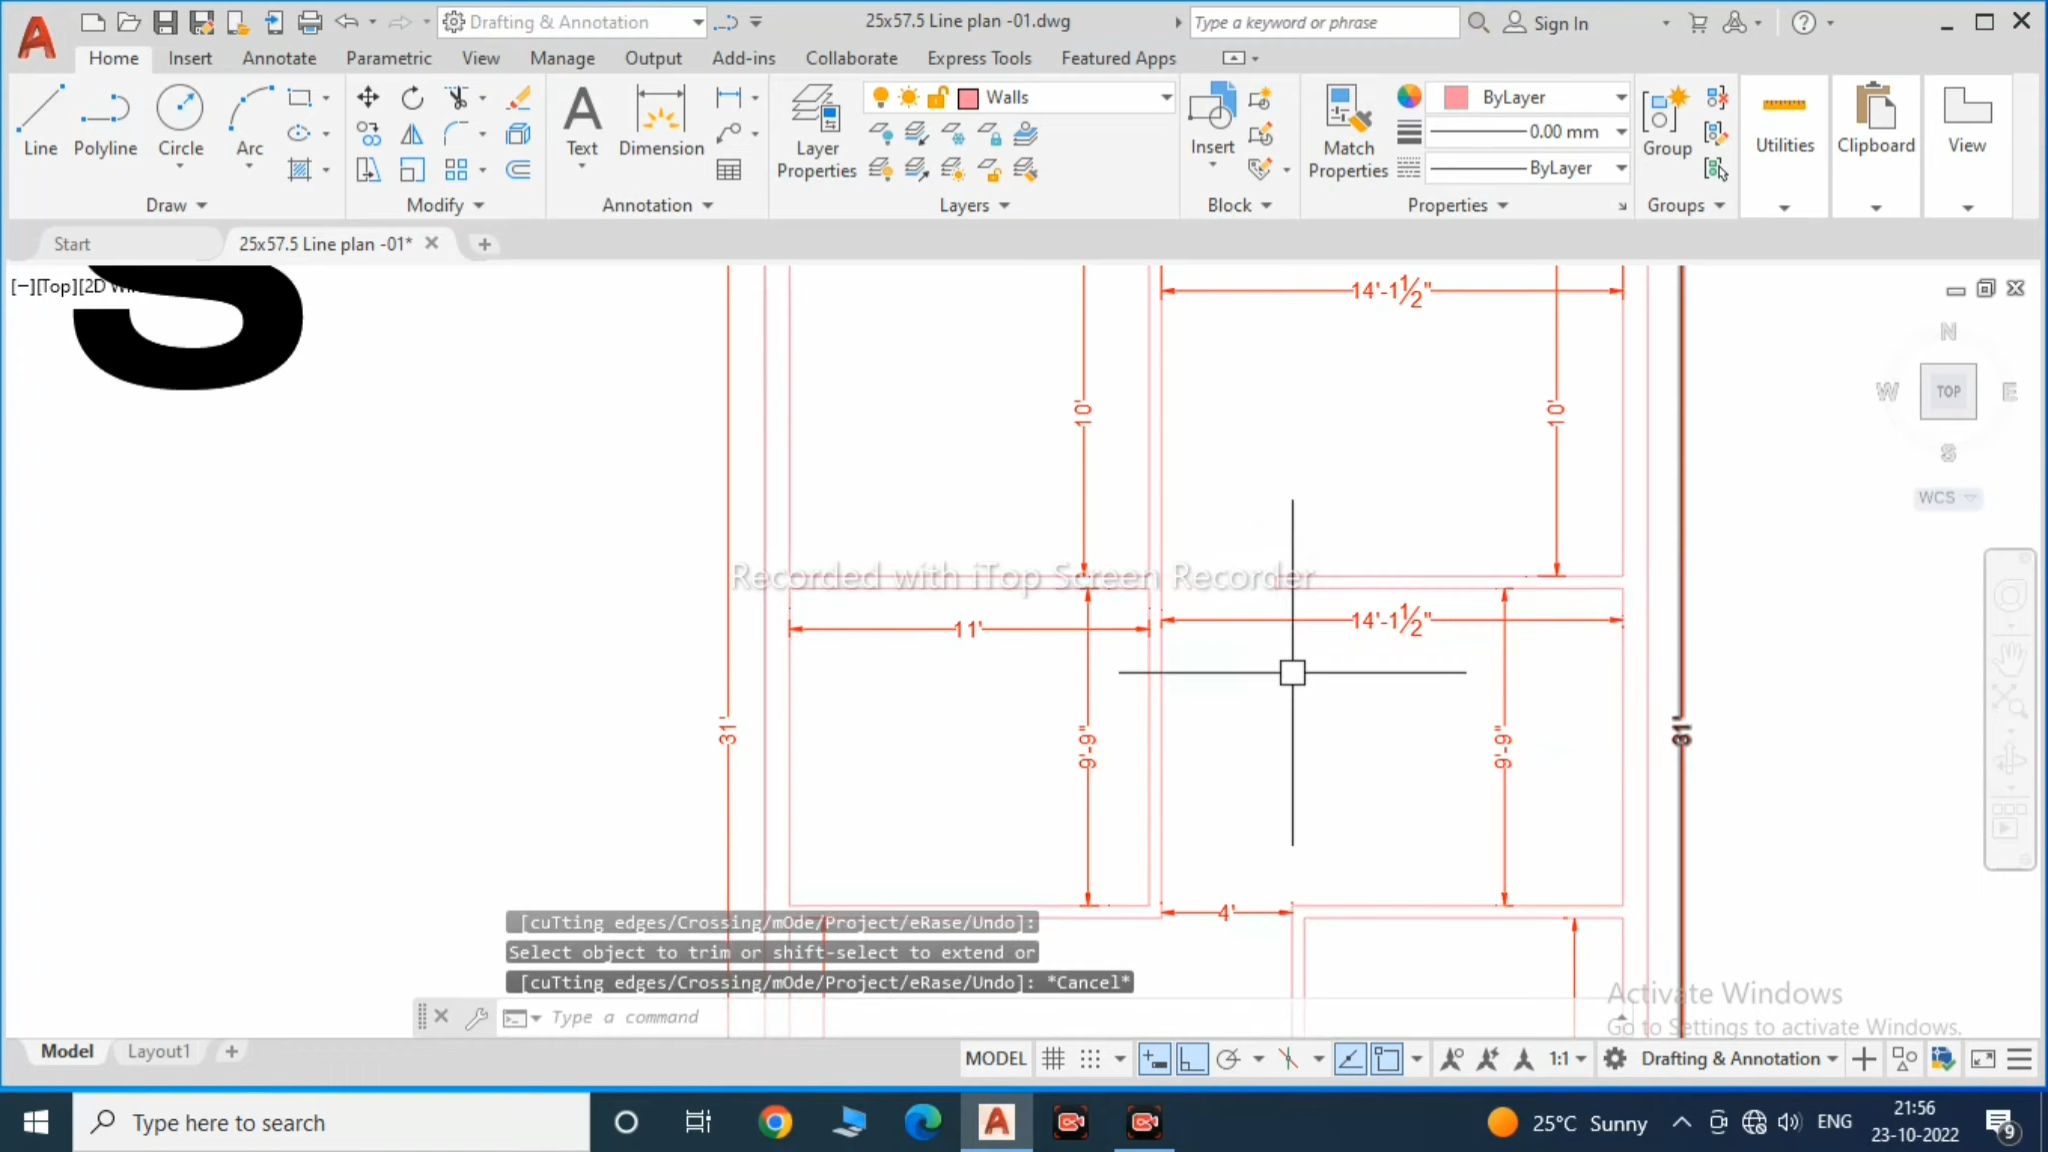 Drafting & Annotation
25x57.5 Line plan -01.dwg
Type a keyword or phrase
Sign In
Home Insert Annotate Parametric View Manage Output Add-ins Collaborate Express Tools Featured Apps
Line Polyline Circle Arc
Text Dimension
Layer Properties
Walls
Insert
Match Properties
ByLayer
0.00 mm
ByLayer
Group
Utilities
Clipboard
View
Draw Modify Annotation Layers Block Properties Groups
Start 25x57.5 Line plan -01*
[−][Top][2D Wi
S
14'-1½"
N
W TOP E
S
WCS
10' 10'
Recorded with iTop Screen Recorder
11' 14'-1½"
31' 9'-9" 9'-9" 31'
4'
[cuTting edges/Crossing/mOde/Project/eRase/Undo]:
Select object to trim or shift-select to extend or
[cuTting edges/Crossing/mOde/Project/eRase/Undo]: *Cancel*
Type a command
Activate Windows
Go to Settings to activate Windows.
Model Layout1
MODEL 1:1 Drafting & Annotation
Type here to search
25°C Sunny
ENG
21:56
23-10-2022
9